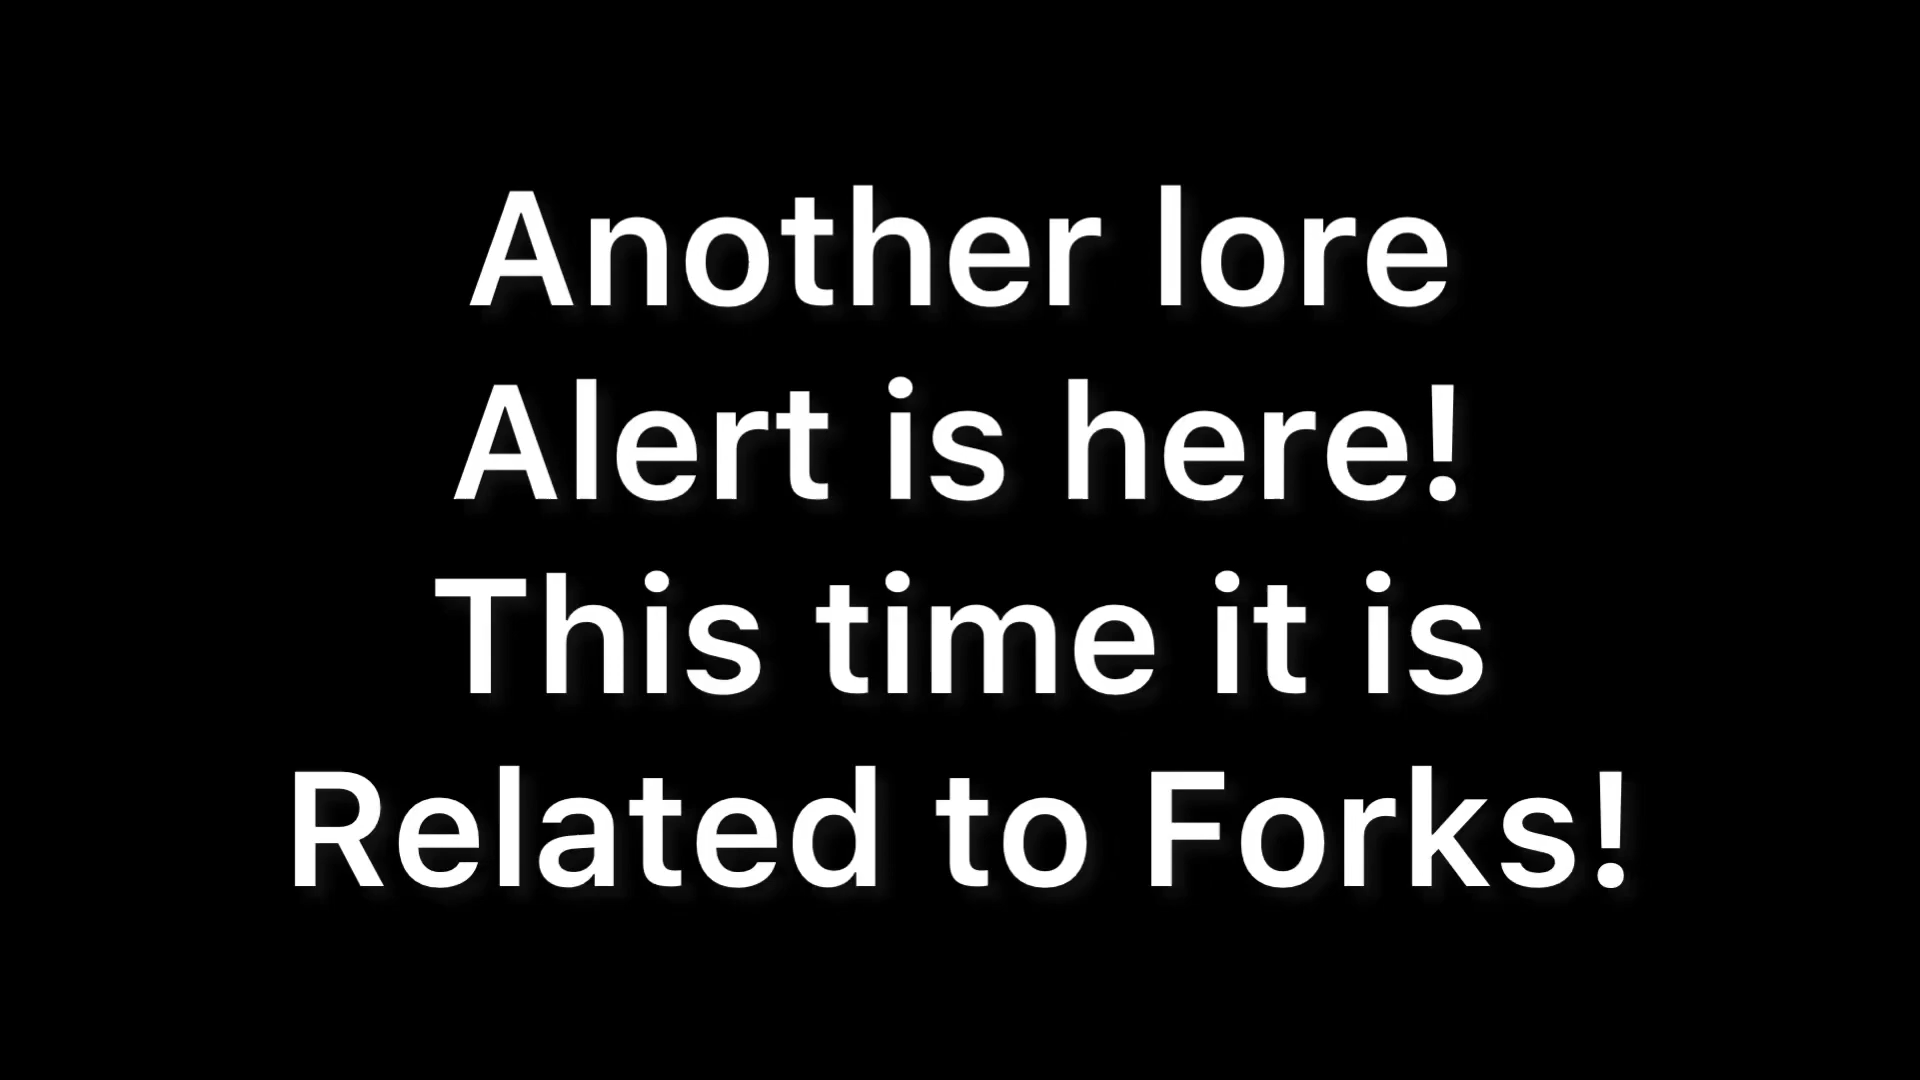 Another lore
Alert is here!
This time it is
Related to Forks!